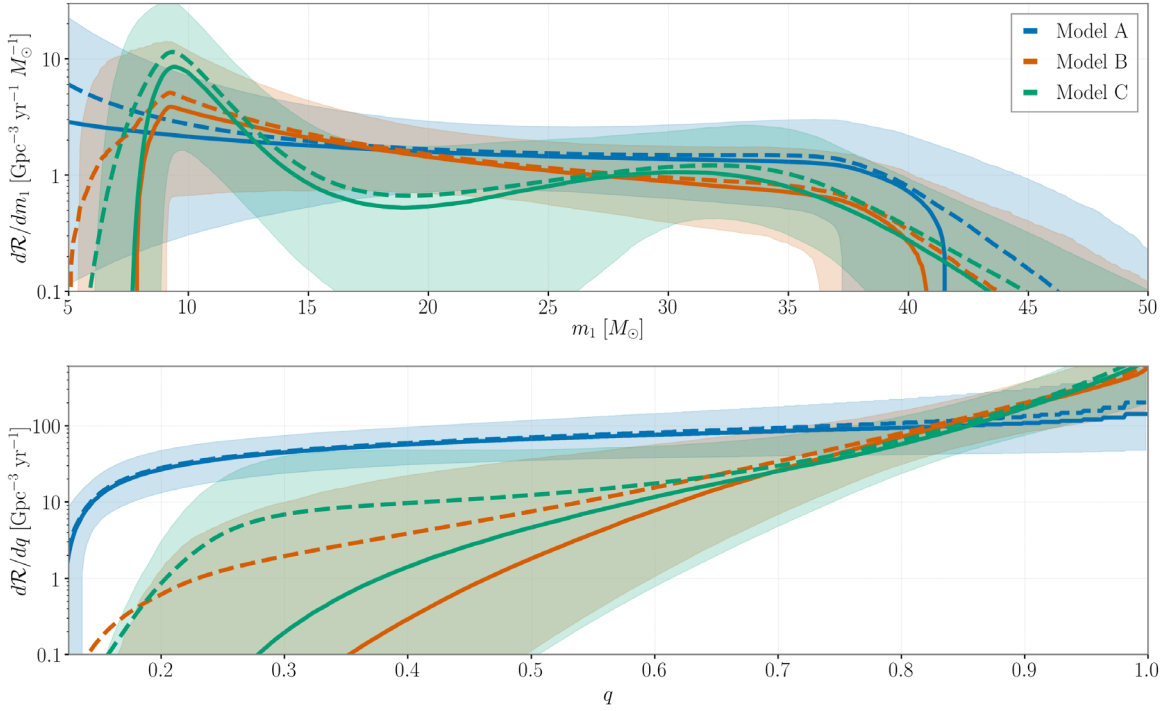 dR/dm₁ [Gpc⁻³ yr⁻¹ M⊙⁻¹]
10
1
0.1
Model A
Model B
Model C
5 10 15 20 25 30 35 40 45 50
m₁ [M⊙]
dR/dq [Gpc⁻³ yr⁻¹]
100
10
1
0.1
0.2 0.3 0.4 0.5 0.6 0.7 0.8 0.9 1.0
q